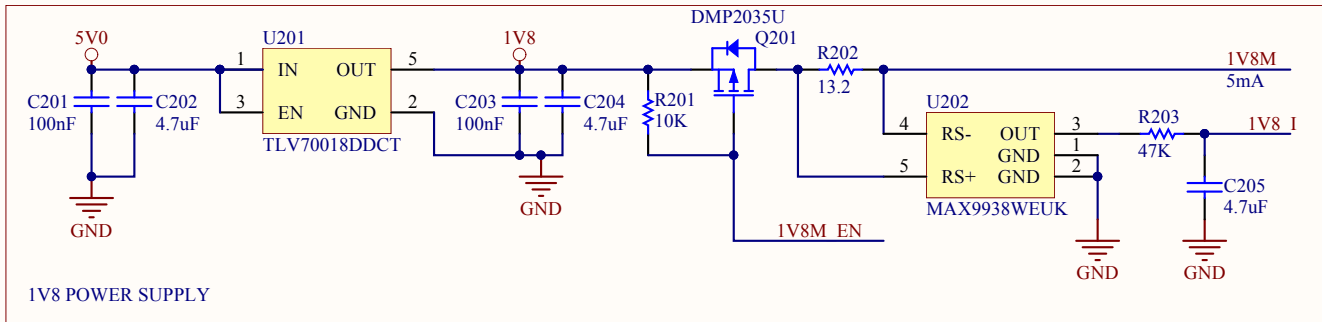 DMP2035U
5V0
U201
1V8
Q201
R202
1V8M
1
IN
OUT
5
13.2
5mA
C201
100nF
C202
4.7uF
3
EN
GND
2
C203
100nF
C204
4.7uF
R201
10K
U202
TLV70018DDCT
4
RS-
OUT
3
R203
1V8_I
GND
1
47K
5
RS+
GND
2
C205
4.7uF
MAX9938WEUK
GND
GND
1V8M_EN
GND
GND
1V8 POWER SUPPLY